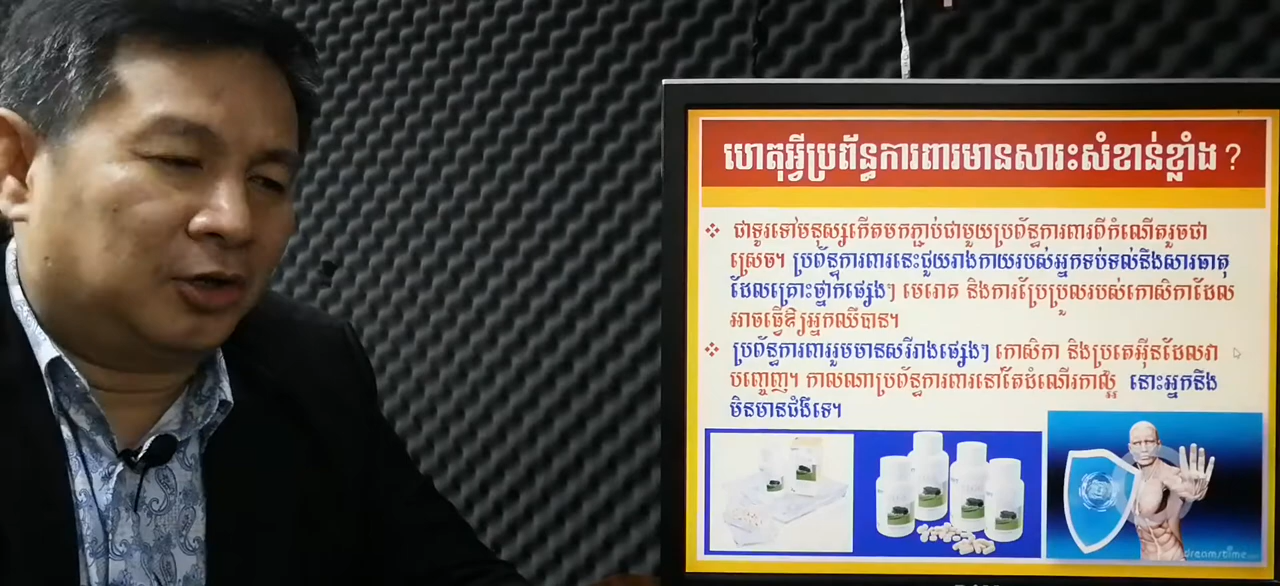 ហេតុអ្វីប្រព័ន្ធការពារមានសារះសំខាន់ខ្លាំង ?
❖ ជាទូរទៅមនុស្សកើតមកភ្ជាប់ជាមួយប្រព័ន្ធការពារពីកំណើតរួចជា
ស្រេច។ ប្រព័ន្ធការពារនេះជួយរាងកាយរបស់អ្នកទប់ទល់នឹងសារធាតុ
ដែលគ្រោះថ្នាក់ផ្សេងៗ មេរោគ និងការប្រែប្រួលរបស់កោសិកាដែល
អាចធ្វើឱ្យអ្នកឈឺបាន។
❖ ប្រព័ន្ធការពាររួមមានសរីរាងផ្សេងៗ កោសិកា និងប្រូតេអ៊ីនដែលវា
បញ្ចេញ។ កាលណាប្រព័ន្ធការពារនៅតែដំណើរកាល្អ នោះអ្នកនឹង
មិនមានជំងឺទេ។
dreamstime